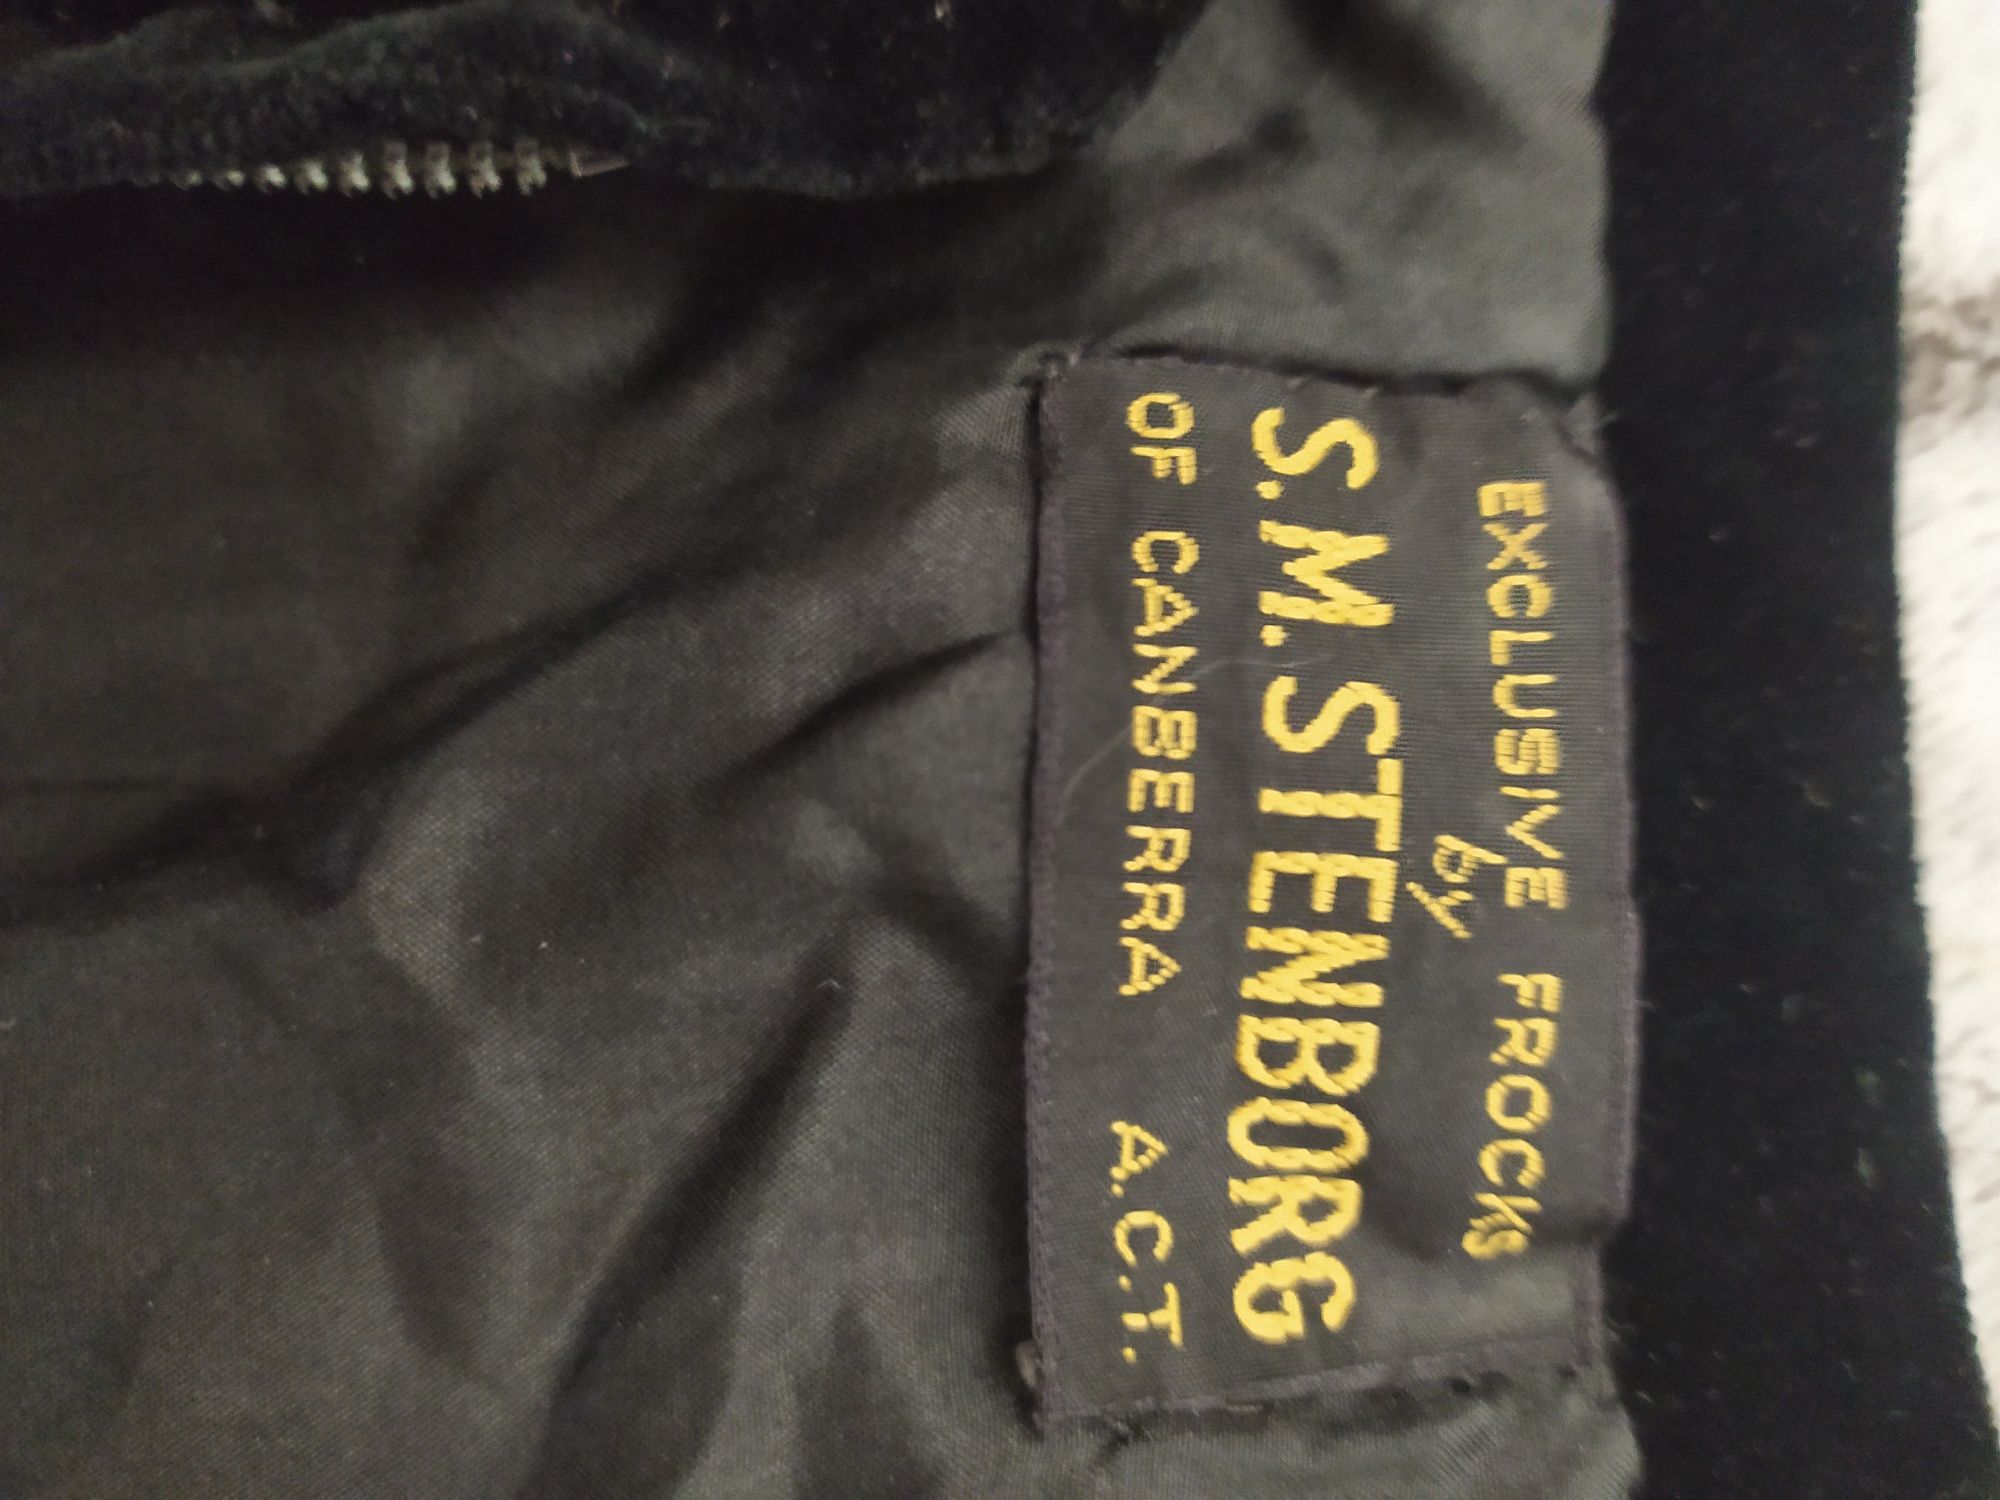 EXCLUSIVE FROCKS
by
S.M. STENBORG
OF CANBERRA A.C.T.